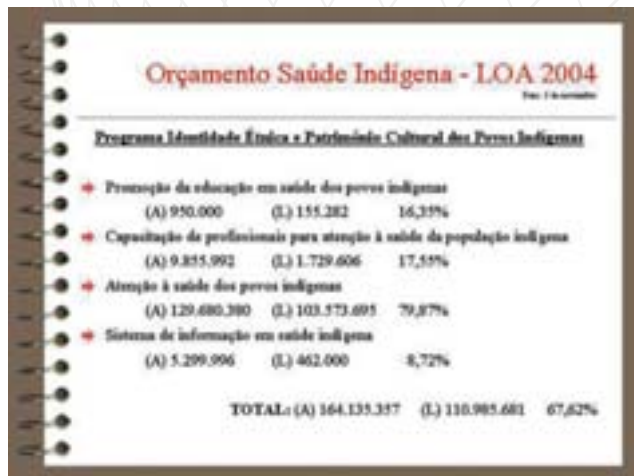 Orçamento Saúde Indígena - LOA 2004
Programa Identidade Étnica e Patrimônio Cultural dos Povos Indígenas
Promoção da educação em saúde dos povos indígenas
(A) 950.000 (L) 155.282 16,35%
Capacitação de profissionais para atenção à saúde da população indígena
(A) 9.855.992 (L) 1.729.606 17,55%
Atenção à saúde dos povos indígenas
(A) 129.680.380 (L) 103.573.695 79,87%
Sistema de informação em saúde indígena
(A) 5.299.996 (L) 462.000 8,72%
TOTAL: (A) 164.135.357 (L) 110.985.681 67,62%